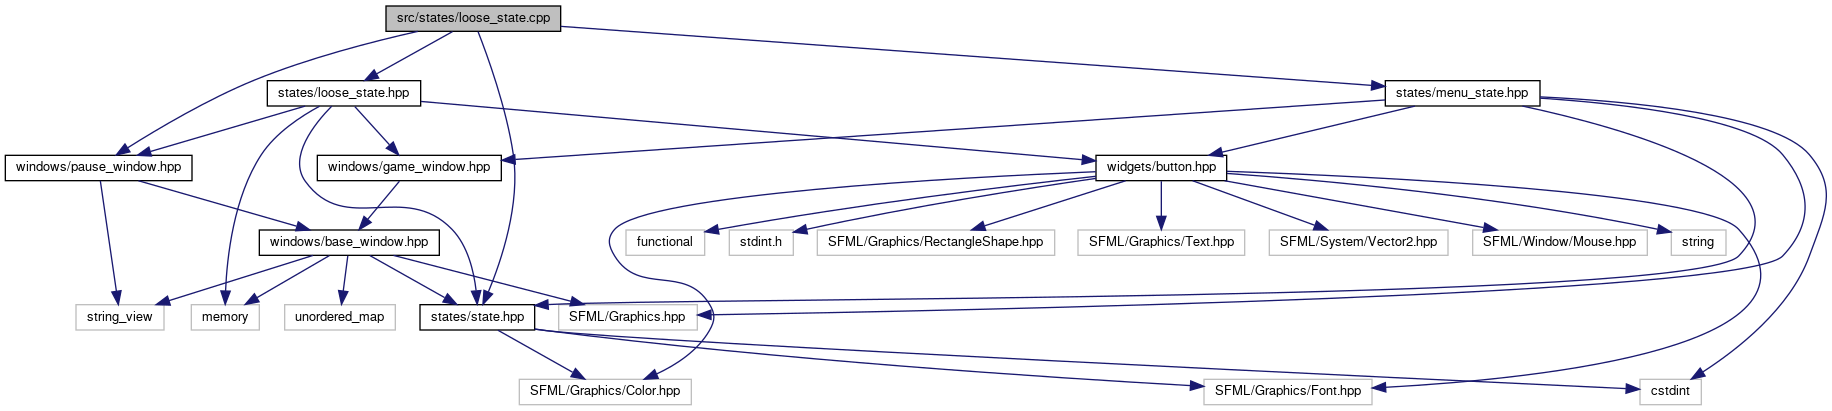 src/states/loose_state.cpp
states/loose_state.hpp
states/menu_state.hpp
windows/pause_window.hpp
windows/game_window.hpp
widgets/button.hpp
windows/base_window.hpp
functional
stdint.h
SFML/Graphics/RectangleShape.hpp
SFML/Graphics/Text.hpp
SFML/System/Vector2.hpp
SFML/Window/Mouse.hpp
string
string_view
memory
unordered_map
states/state.hpp
SFML/Graphics.hpp
SFML/Graphics/Color.hpp
SFML/Graphics/Font.hpp
cstdint